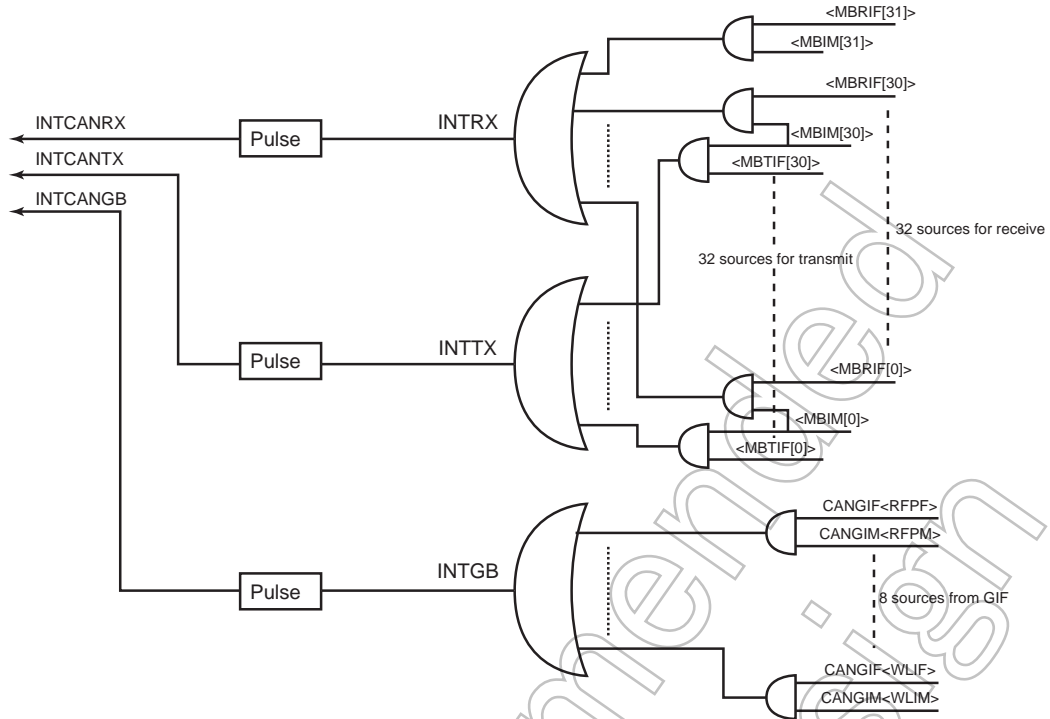 <MBRIF[31]>
<MBIM[31]>
<MBRIF[30]>
INTCANRX
Pulse
INTRX
<MBIM[30]>
INTCANTX
<MBTIF[30]>
INTCANGB
32 sources for receive
32 sources for transmit
Pulse
INTTX
<MBRIF[0]>
<MBIM[0]>
<MBTIF[0]>
CANGIF<RFPF>
CANGIM<RFPM>
Pulse
INTGB
8 sources from GIF
CANGIF<WLIF>
CANGIM<WLIM>